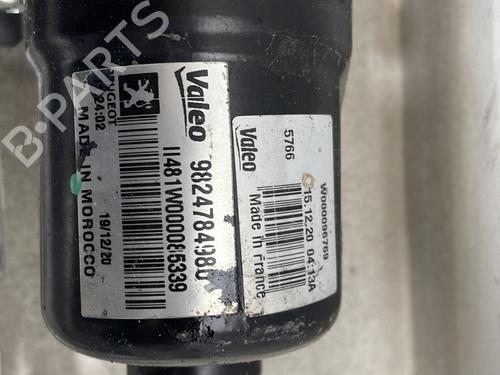 B-PARTS
PEUGEOT
24:02
MADE IN MOROCCO
19/12/20
Valeo
9824784980
II481W0000085339
Valeo
Made in France
5766
15.12.20 04:13A
W000096769